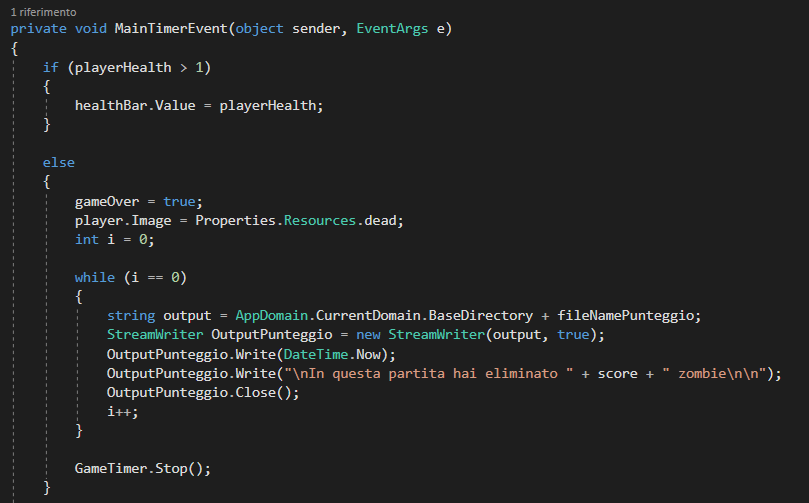 1 riferimento
private void MainTimerEvent(object sender, EventArgs e)
{
if (playerHealth > 1)
{
healthBar.Value = playerHealth;
}
else
{
gameOver = true;
player.Image = Properties.Resources.dead;
int i = 0;
while (i == 0)
{
string output = AppDomain.CurrentDomain.BaseDirectory + fileNamePunteggio;
StreamWriter OutputPunteggio = new StreamWriter(output, true);
OutputPunteggio.Write(DateTime.Now);
OutputPunteggio.Write("\nIn questa partita hai eliminato " + score + " zombie\n\n");
OutputPunteggio.Close();
i++;
}
GameTimer.Stop();
}